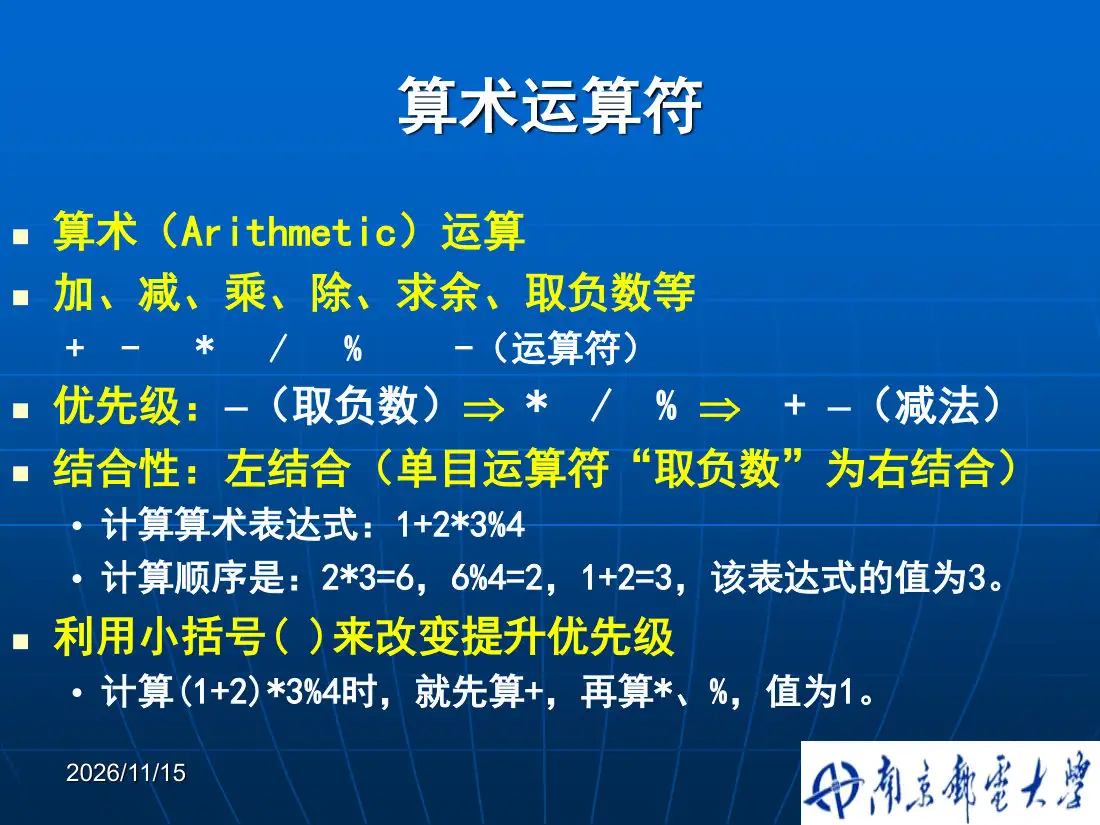 算术运算符
算术（Arithmetic）运算
加、减、乘、除、求余、取负数等
+ - * / % -（运算符）
优先级：–（取负数）⇒ * / % ⇒ + –（减法）
结合性：左结合（单目运算符“取负数”为右结合）
计算算术表达式：1+2*3%4
计算顺序是：2*3=6，6%4=2，1+2=3，该表达式的值为3。
利用小括号( )来改变提升优先级
计算(1+2)*3%4时，就先算+，再算*、%，值为1。
2026/11/15
南京郵電大學